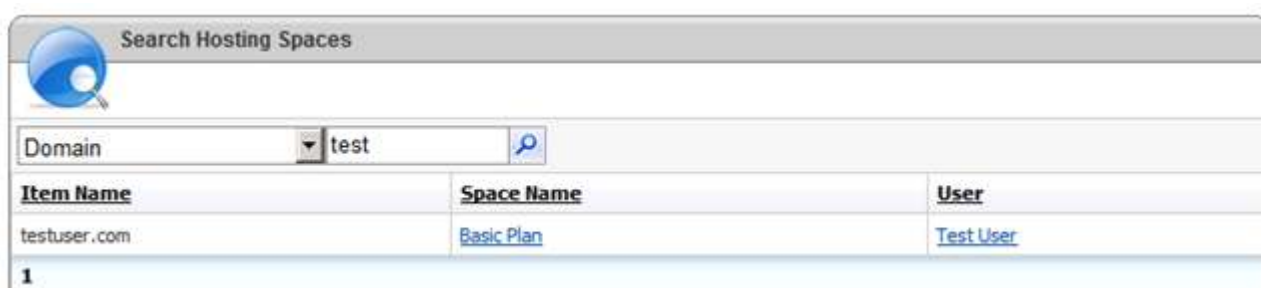 Search Hosting Spaces
Domain test
Item Name Space Name User
testuser.com Basic Plan Test User
1